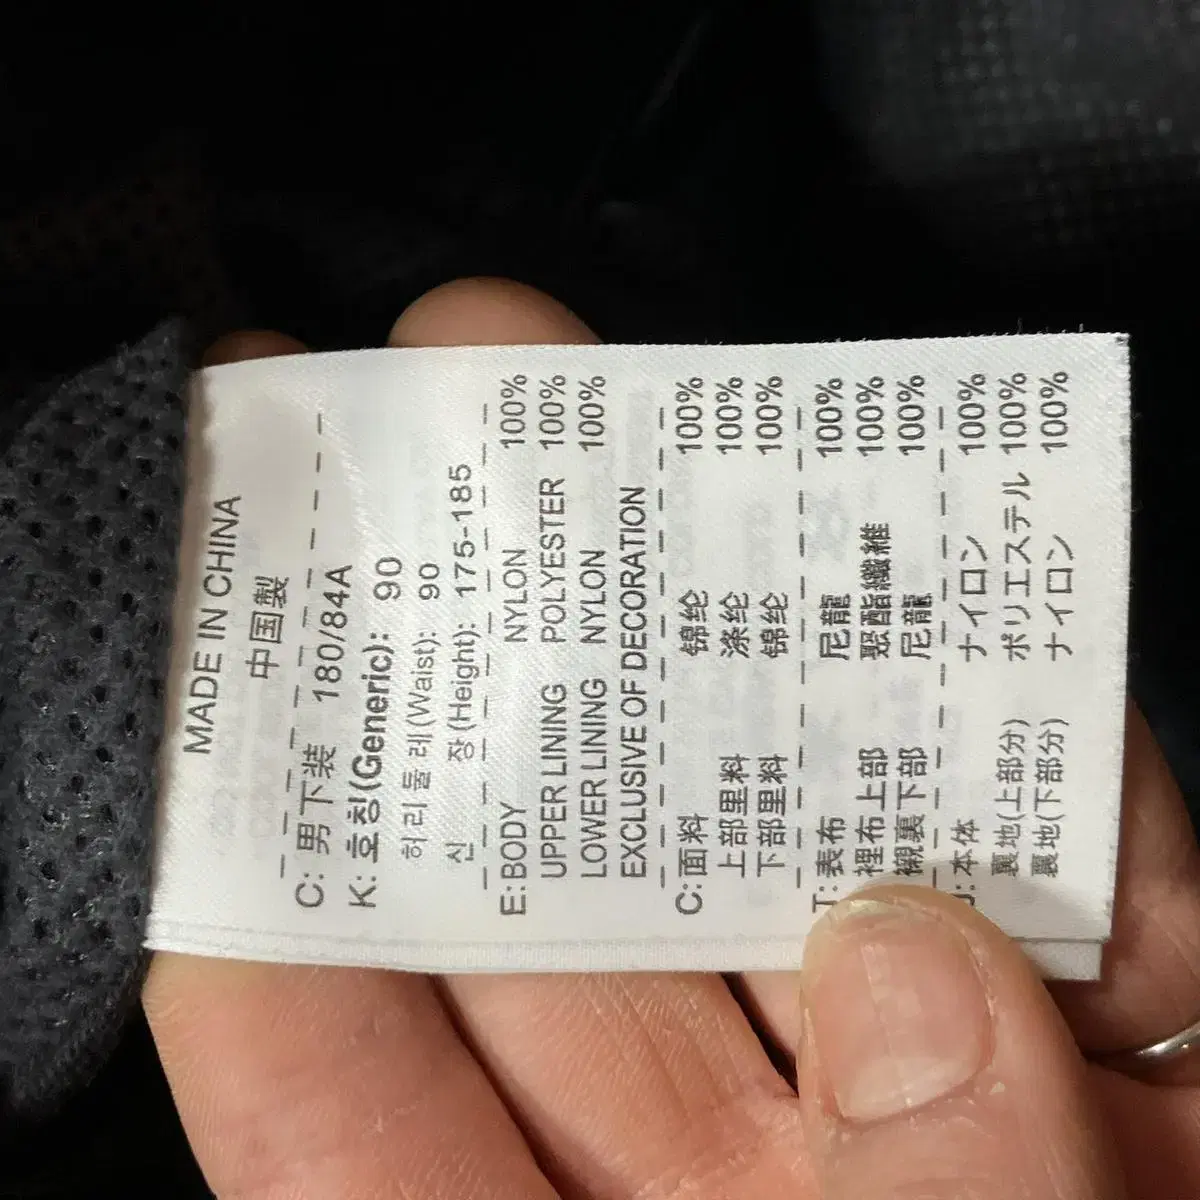 MADE IN CHINA
中国製
C: 男下装 180/84A
K: 호칭(Generic): 90
허리둘레(Waist): 90
신 장(Height): 175-185
E: BODY NYLON 100%
UPPER LINING POLYESTER 100%
LOWER LINING NYLON 100%
EXCLUSIVE OF DECORATION
C: 面料 锦纶 100%
上部里料 涤纶 100%
下部里料 锦纶 100%
T: 表布 尼龍 100%
裡布上部 聚酯纖維 100%
襯裏下部 尼龍 100%
J: 本体 ナイロン 100%
裏地(上部分) ポリエステル 100%
裏地(下部分) ナイロン 100%